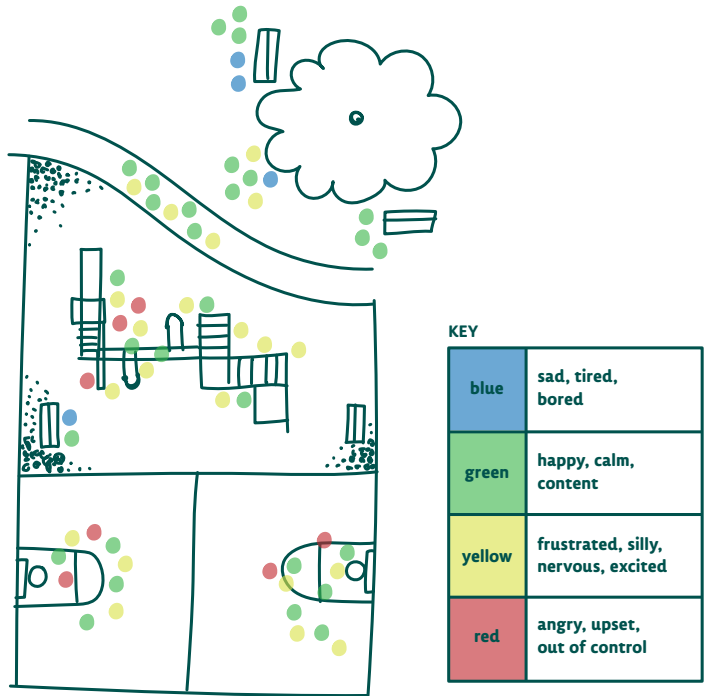 KEY
blue
sad, tired,
bored
green
happy, calm,
content
yellow
frustrated, silly,
nervous, excited
red
angry, upset,
out of control